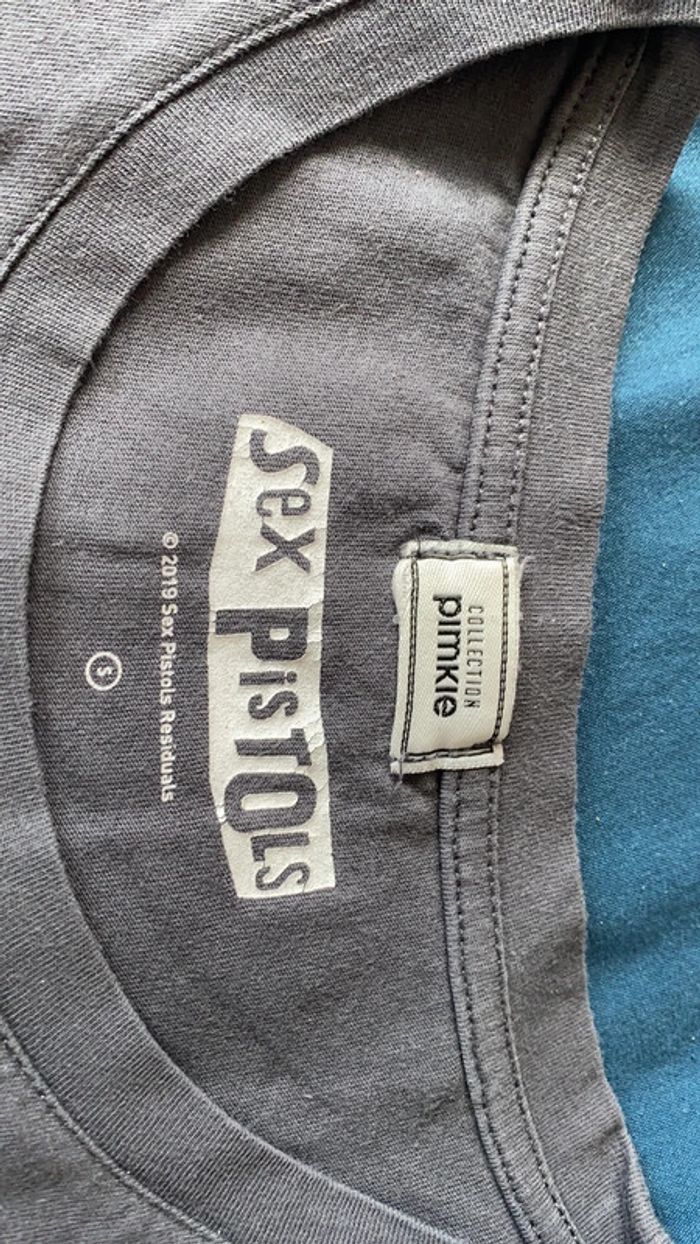 COLLECTION
pimkie
sex PisTOLs
© 2019 Sex Pistols Residuals
S